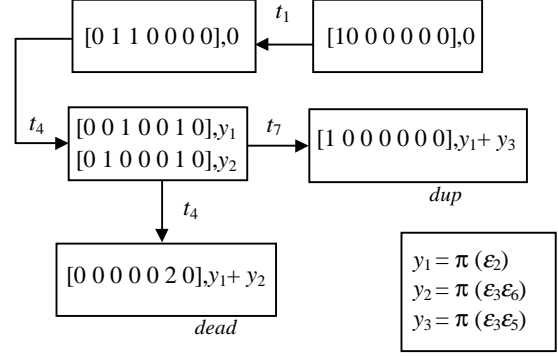 t₁
[0 1 1 0 0 0 0],0
[10 0 0 0 0 0],0
t₄
[0 0 1 0 0 1 0],y₁
[0 1 0 0 0 1 0],y₂
t₇
[1 0 0 0 0 0 0],y₁+ y₃
dup
t₄
[0 0 0 0 0 2 0],y₁+ y₂
dead
y₁ = π (ε₂)
y₂ = π (ε₃ε₆)
y₃ = π (ε₃ε₅)